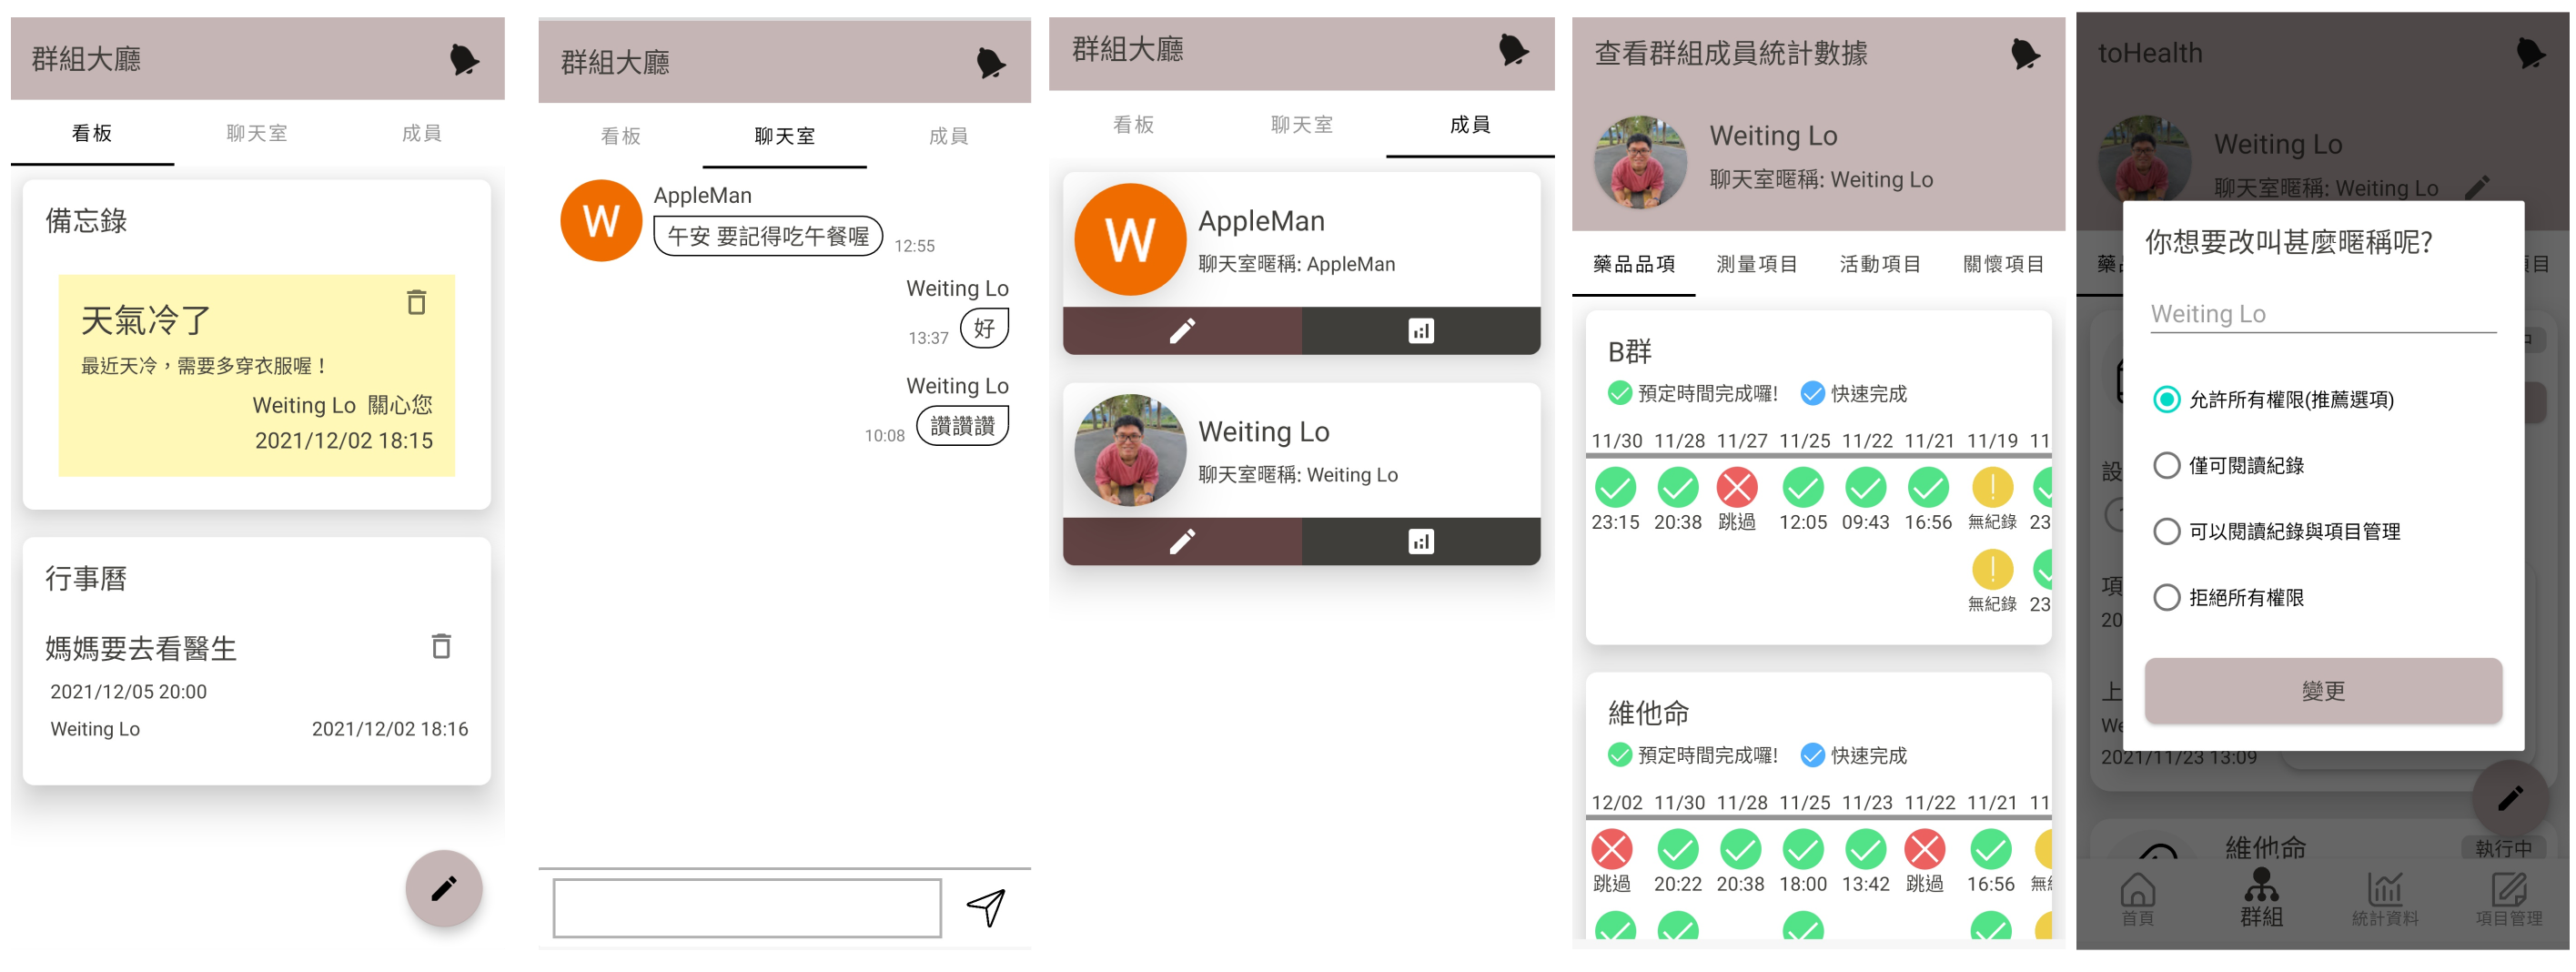 群組大廳
看板 聊天室 成員
備忘錄
天氣冷了
最近天冷，需要多穿衣服喔！
Weiting Lo 關心您
2021/12/02 18:15
行事曆
媽媽要去看醫生
2021/12/05 20:00
Weiting Lo 2021/12/02 18:16
群組大廳
看板 聊天室 成員
W
AppleMan
午安 要記得吃午餐喔 12:55
Weiting Lo
13:37 好
Weiting Lo
10:08 讚讚讚
群組大廳
看板 聊天室 成員
W
AppleMan
聊天室暱稱: AppleMan
Weiting Lo
聊天室暱稱: Weiting Lo
查看群組成員統計數據
Weiting Lo
聊天室暱稱: Weiting Lo
藥品品項 測量項目 活動項目 關懷項目
B群
預定時間完成囉! 快速完成
11/30 11/28 11/27 11/25 11/22 11/21 11/19 11
23:15 20:38 跳過 12:05 09:43 16:56 無紀錄 23
無紀錄 23
維他命
預定時間完成囉! 快速完成
12/02 11/30 11/28 11/25 11/23 11/22 11/21 11
跳過 20:22 20:38 18:00 13:42 跳過 16:56 無
toHealth
Weiting Lo
聊天室暱稱: Weiting Lo
藥 項目
你想要改叫甚麼暱稱呢?
Weiting Lo
允許所有權限(推薦選項)
僅可閱讀紀錄
可以閱讀紀錄與項目管理
拒絕所有權限
變更
設
項
20
上
We
2021/11/23 13:09
維他命 執行中
首頁 群組 統計資料 項目管理